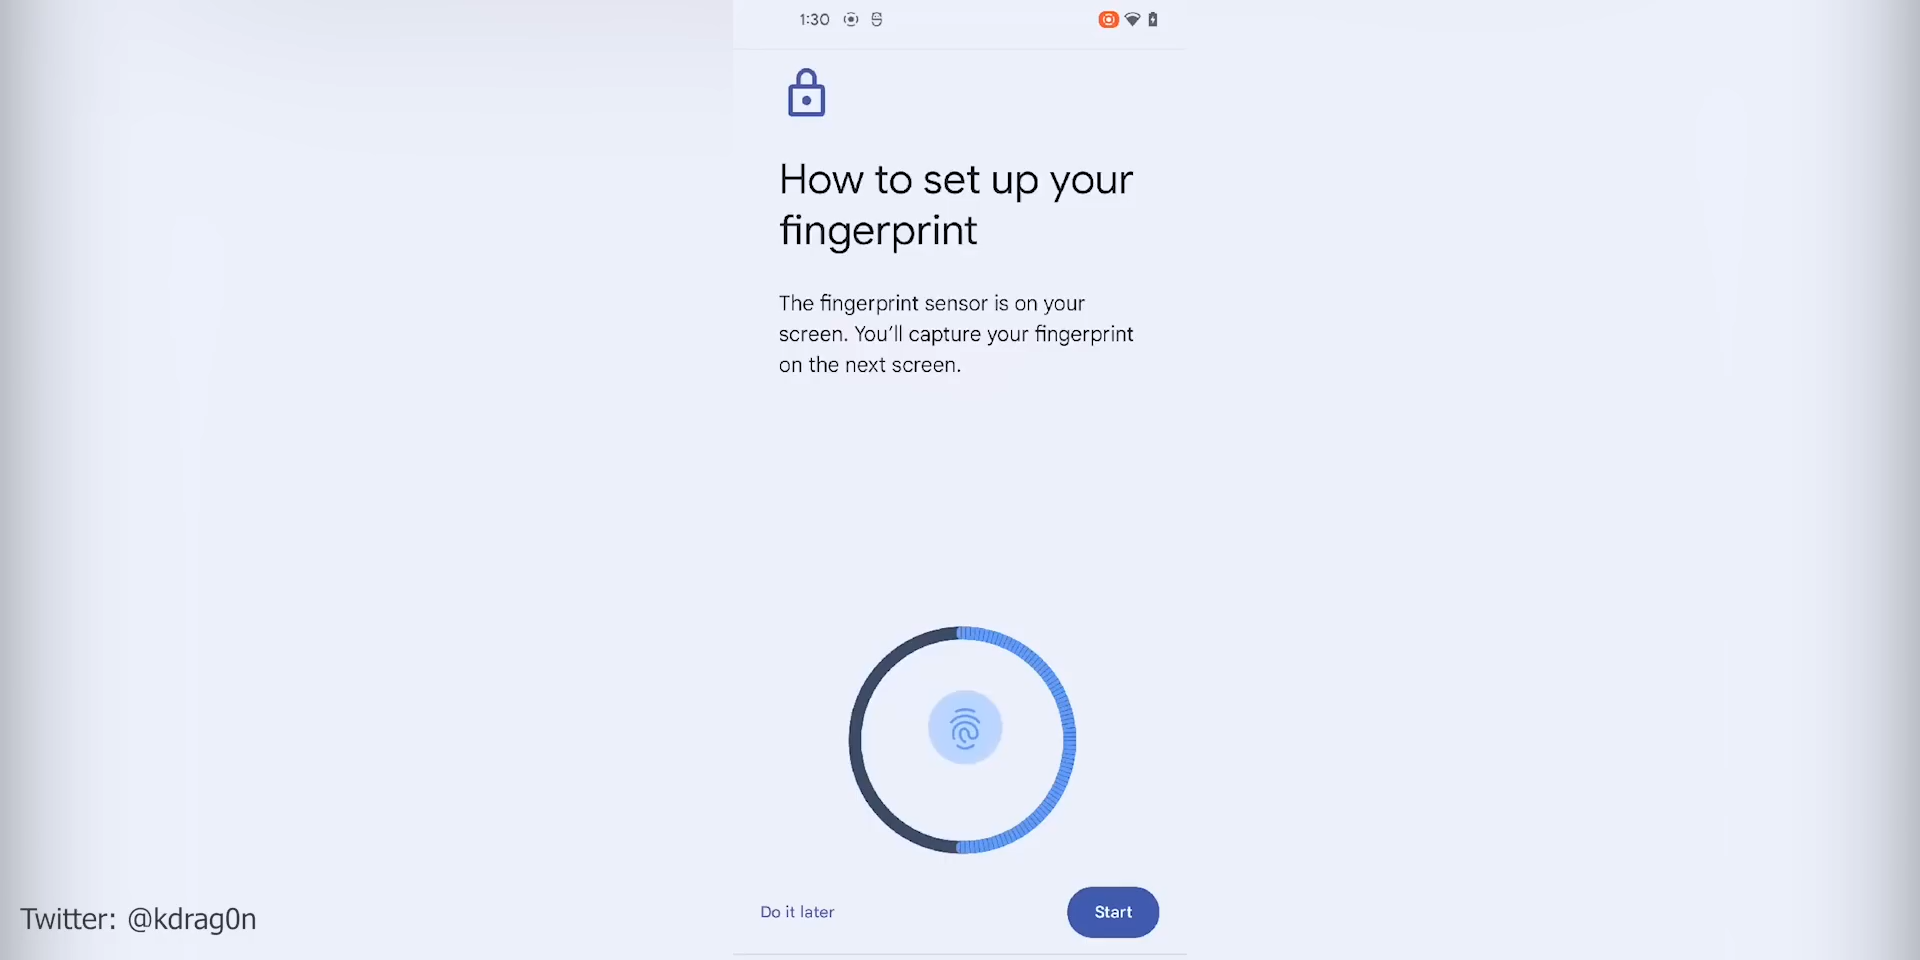 1:30
How to set up your
fingerprint
The fingerprint sensor is on your
screen. You’ll capture your fingerprint
on the next screen.
Do it later
Start
Twitter: @kdrag0n